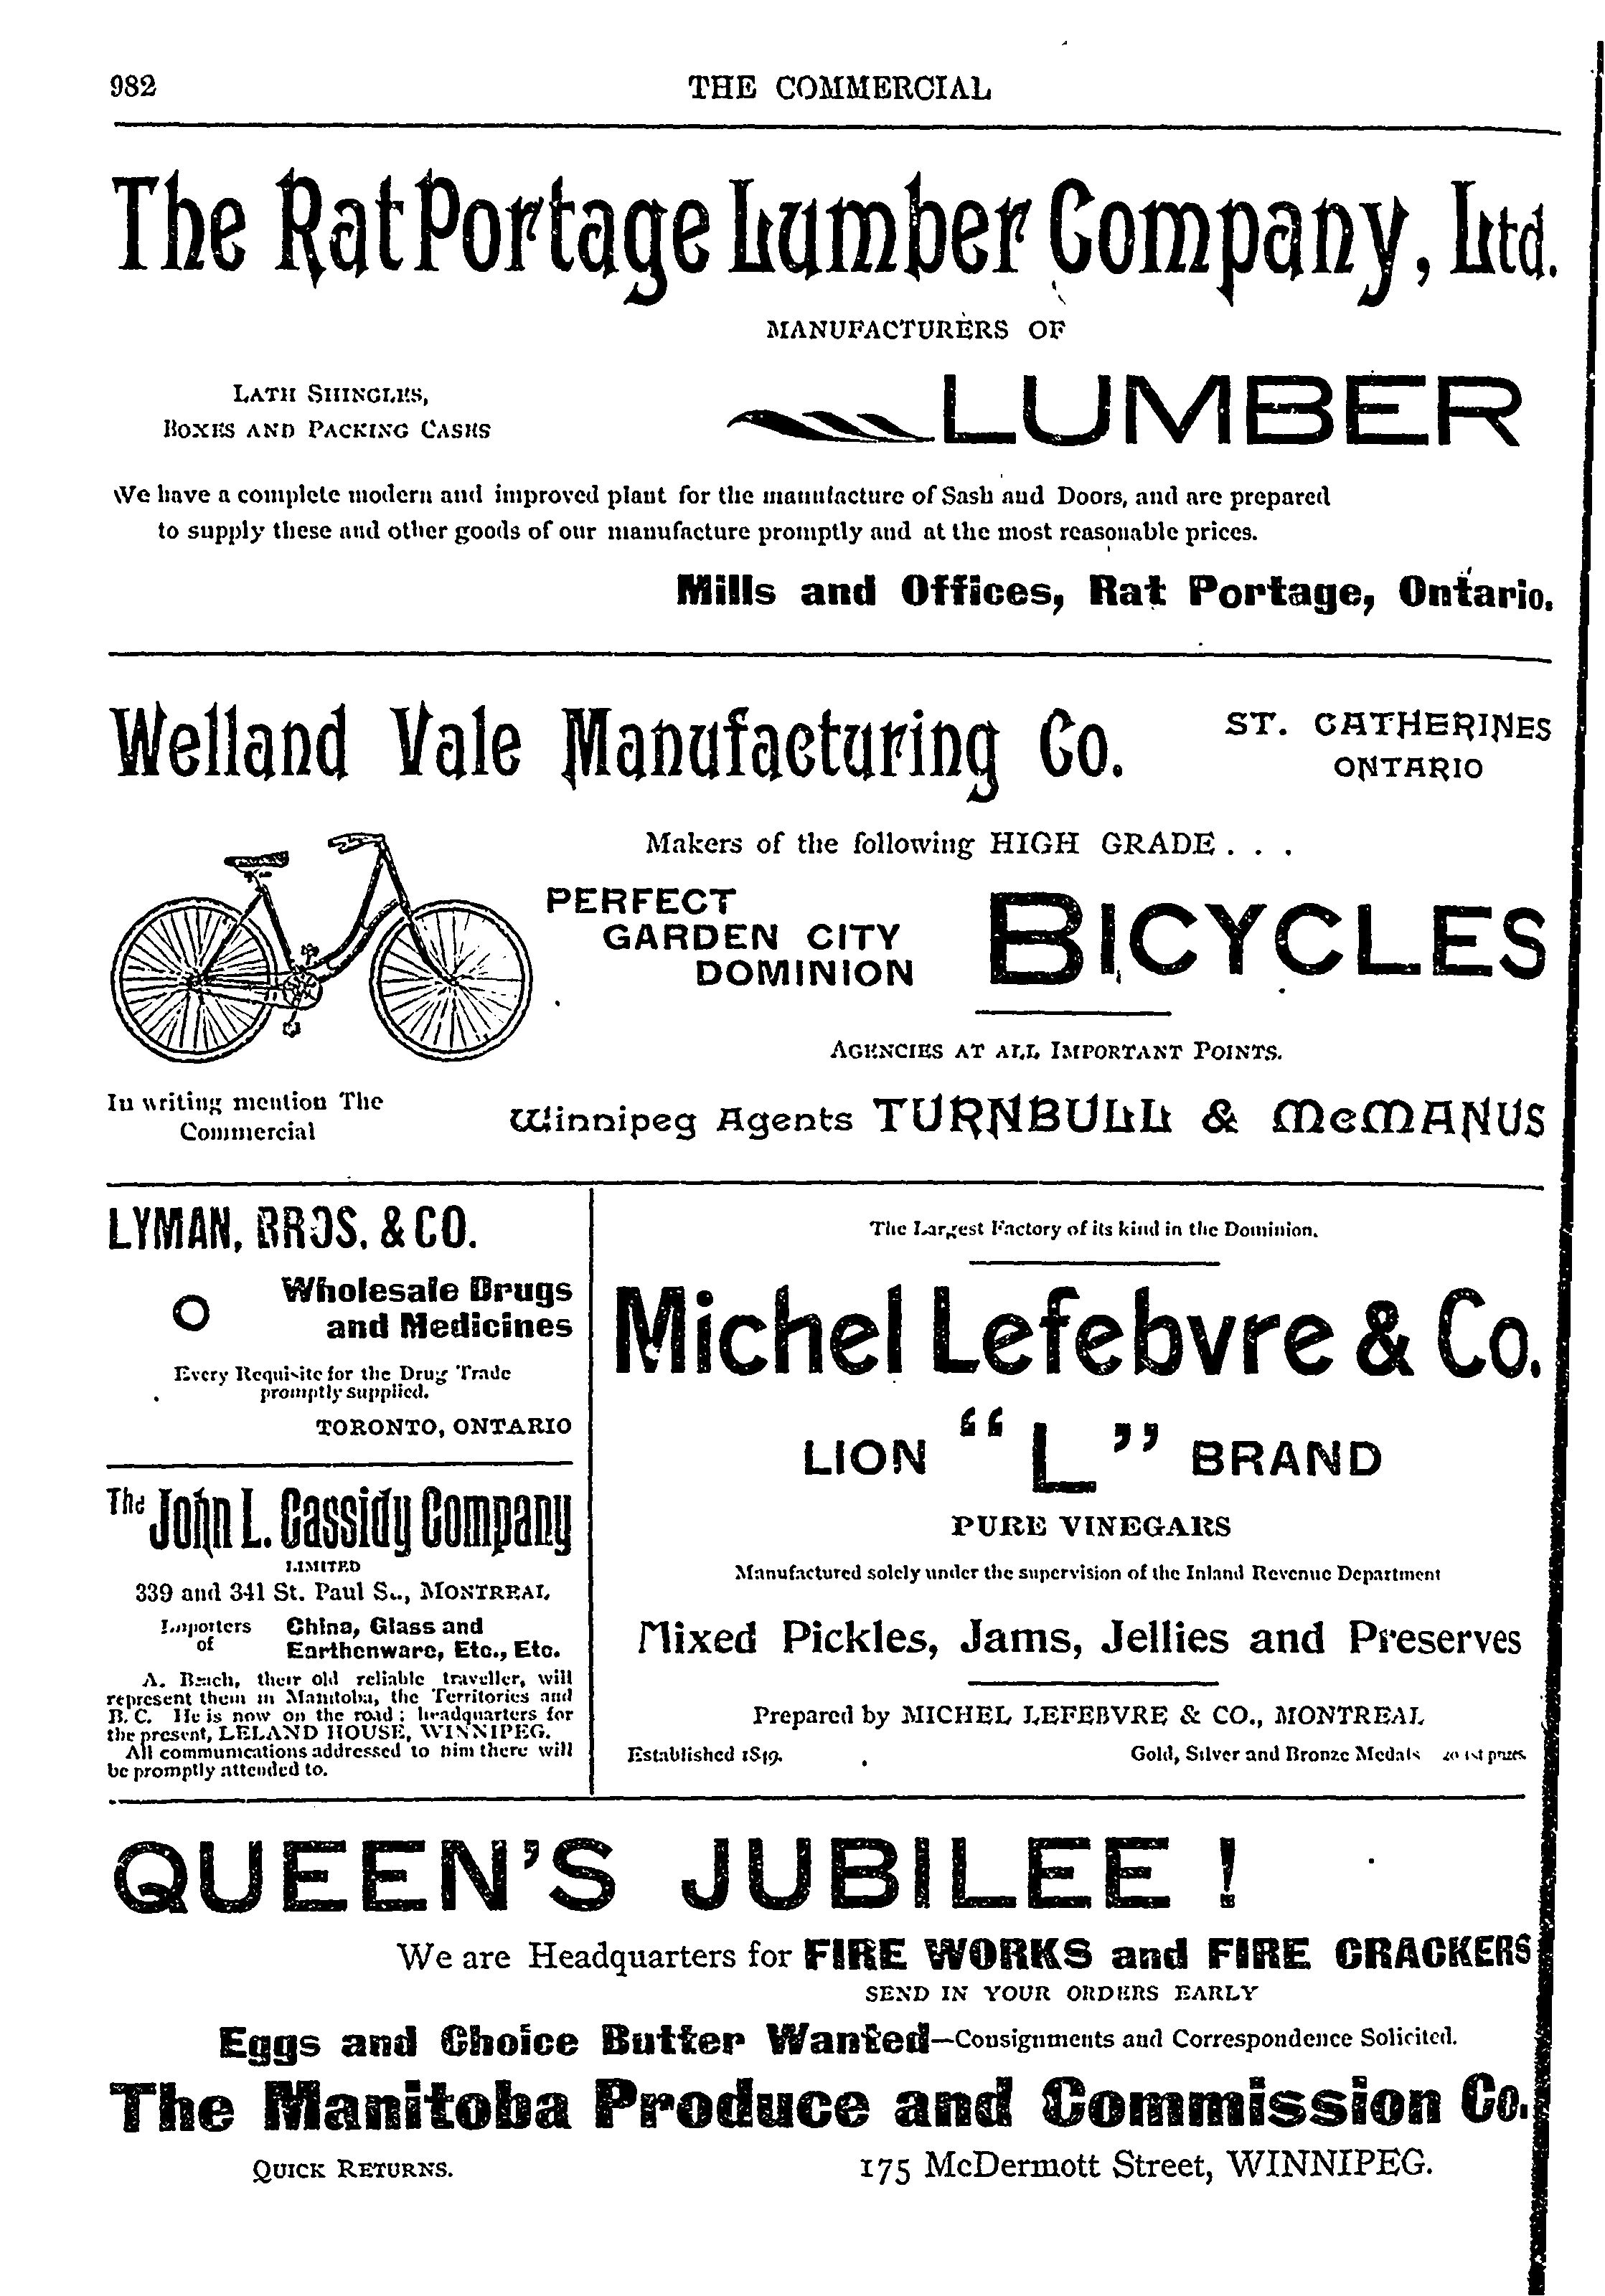 982
THE COMMERCIAL
The Rat Portage Lumber Company, Ltd.
MANUFACTURERS OF
LATH SHINGLES,
BOXES AND PACKING CASES
LUMBER
We have a complete modern and improved plant for the manufacture of Sash and Doors, and are prepared
to supply these and other goods of our manufacture promptly and at the most reasonable prices.
Mills and Offices, Rat Portage, Ontario.
Welland Vale Manufacturing Co.
ST. CATHERINES
ONTARIO
Makers of the following HIGH GRADE . . .
PERFECT
GARDEN CITY
DOMINION
BICYCLES
AGENCIES AT ALL IMPORTANT POINTS.
In writing mention The
Commercial
Winnipeg Agents TURNBULL & McMANUS
LYMAN, BROS. & CO.
Wholesale Drugs
and Medicines
Every Requisite for the Drug Trade
promptly supplied.
TORONTO, ONTARIO
The John L. Cassidy Company
LIMITED
339 and 341 St. Paul St., MONTREAL
Importers
of
China, Glass and
Earthenware, Etc., Etc.
A. their old reliable traveller, will
represent them in Manitoba, the Territories and
B. C. He is now on the road ; headquarters for
the present, LELAND HOUSE, WINNIPEG.
All communications addressed to him there will
be promptly attended to.
The Largest Factory of its kind in the Dominion.
Michel Lefebvre & Co.
LION "L" BRAND
PURE VINEGARS
Manufactured solely under the supervision of the Inland Revenue Department
Mixed Pickles, Jams, Jellies and Preserves
Prepared by MICHEL LEFEBVRE & CO., MONTREAL
Established 1849.
Gold, Silver and Bronze Medals 20 1st prizes.
QUEEN'S JUBILEE !
We are Headquarters for FIRE WORKS and FIRE CRACKERS
SEND IN YOUR ORDERS EARLY
Eggs and Choice Butter Wanted—Consignments and Correspondence Solicited.
The Manitoba Produce and Commission Co.
QUICK RETURNS.
175 McDermott Street, WINNIPEG.